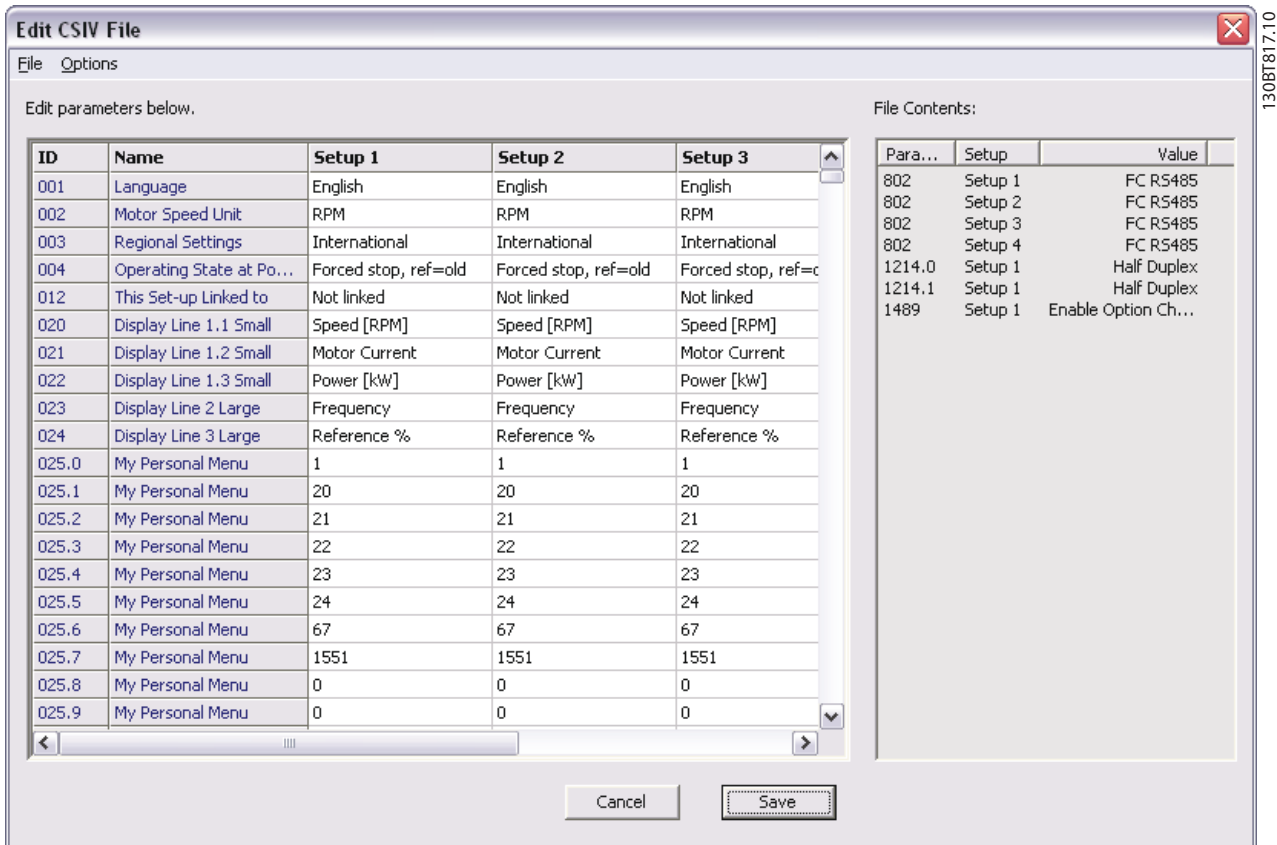 Edit CSIV File
File Options
Edit parameters below.
ID Name Setup 1 Setup 2 Setup 3
001 Language English English English
002 Motor Speed Unit RPM RPM RPM
003 Regional Settings International International International
004 Operating State at Po... Forced stop, ref=old Forced stop, ref=old Forced stop, ref=o
012 This Set-up Linked to Not linked Not linked Not linked
020 Display Line 1.1 Small Speed [RPM] Speed [RPM] Speed [RPM]
021 Display Line 1.2 Small Motor Current Motor Current Motor Current
022 Display Line 1.3 Small Power [kW] Power [kW] Power [kW]
023 Display Line 2 Large Frequency Frequency Frequency
024 Display Line 3 Large Reference % Reference % Reference %
025.0 My Personal Menu 1 1 1
025.1 My Personal Menu 20 20 20
025.2 My Personal Menu 21 21 21
025.3 My Personal Menu 22 22 22
025.4 My Personal Menu 23 23 23
025.5 My Personal Menu 24 24 24
025.6 My Personal Menu 67 67 67
025.7 My Personal Menu 1551 1551 1551
025.8 My Personal Menu 0 0 0
025.9 My Personal Menu 0 0 0
File Contents:
Para... Setup Value
802 Setup 1 FC RS485
802 Setup 2 FC RS485
802 Setup 3 FC RS485
802 Setup 4 FC RS485
1214.0 Setup 1 Half Duplex
1214.1 Setup 1 Half Duplex
1489 Setup 1 Enable Option Ch...
Cancel Save
130BT817.10